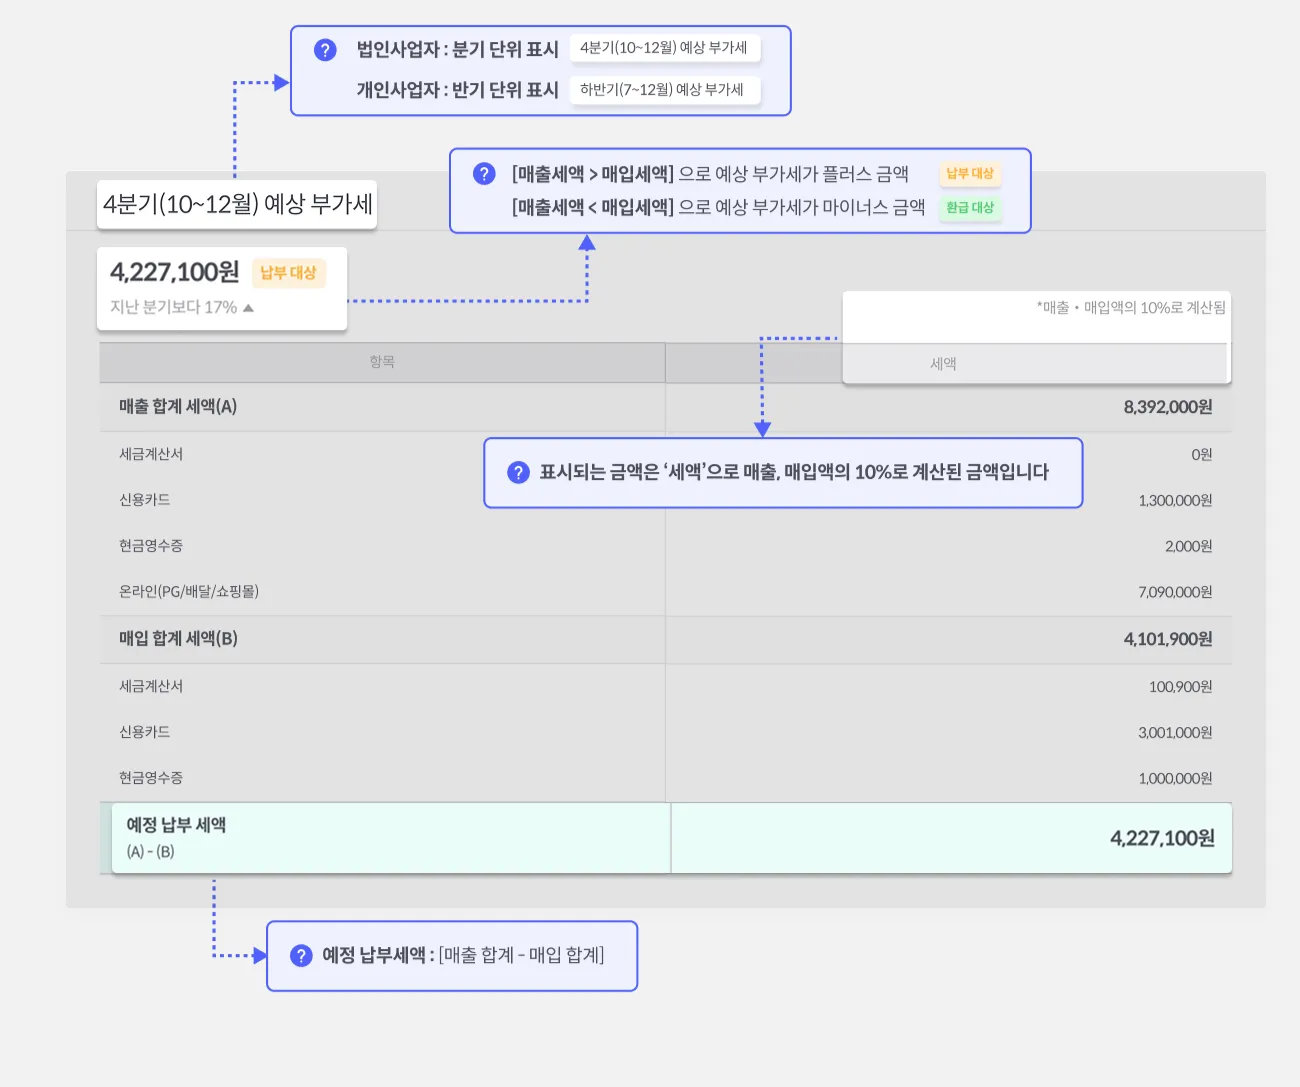 ? 법인사업자 : 분기 단위 표시 4분기(10~12월) 예상 부가세
개인사업자 : 반기 단위 표시 하반기(7~12월) 예상 부가세
? [매출세액 > 매입세액] 으로 예상 부가세가 플러스 금액 납부 대상
[매출세액 < 매입세액] 으로 예상 부가세가 마이너스 금액 환급 대상
4분기(10~12월) 예상 부가세
4,227,100원 납부 대상
지난 분기보다 17% ▲
*매출・매입액의 10%로 계산됨
항목 세액
매출 합계 세액(A) 8,392,000원
세금계산서 0원
? 표시되는 금액은 ‘세액’으로 매출, 매입액의 10%로 계산된 금액입니다
신용카드 1,300,000원
현금영수증 2,000원
온라인(PG/배달/쇼핑몰) 7,090,000원
매입 합계 세액(B) 4,101,900원
세금계산서 100,900원
신용카드 3,001,000원
현금영수증 1,000,000원
예정 납부 세액 4,227,100원
(A) - (B)
? 예정 납부세액 : [매출 합계 - 매입 합계]